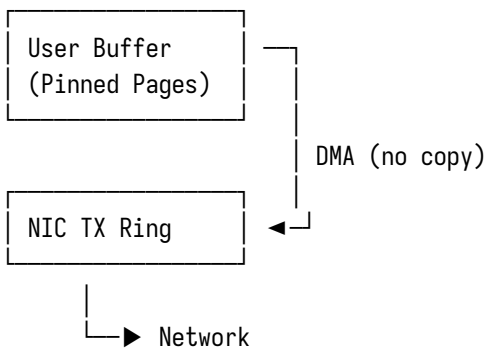 User Buffer
(Pinned Pages)
DMA (no copy)
NIC TX Ring
Network